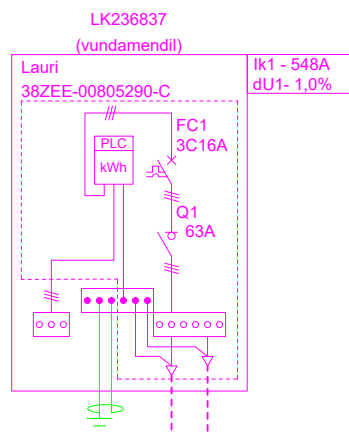 LK236837
(vundamendil)
Lauri
38ZEE-00805290-C
Ik1 - 548A
dU1- 1,0%
FC1
3C16A
PLC
kWh
Q1
63A